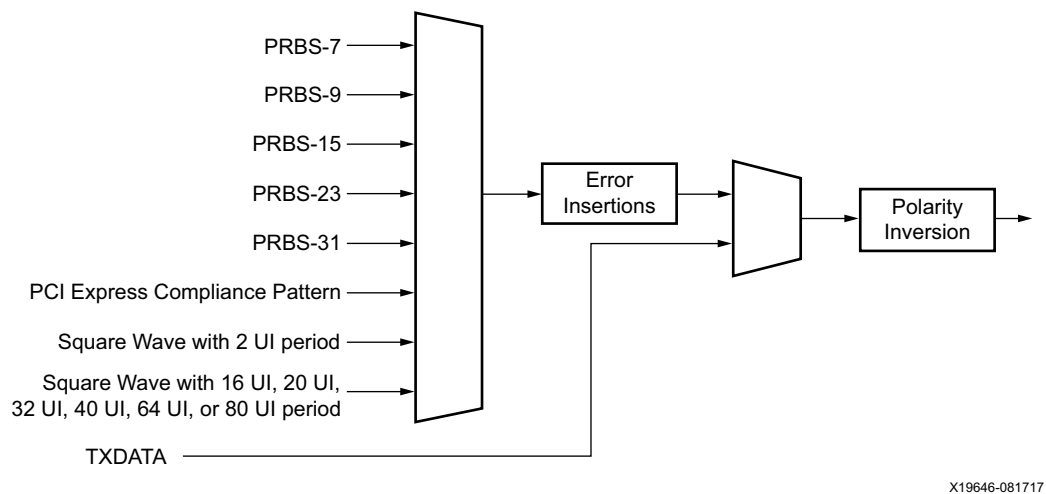 PRBS-7
PRBS-9
PRBS-15
PRBS-23
PRBS-31
PCI Express Compliance Pattern
Square Wave with 2 UI period
Square Wave with 16 UI, 20 UI,
32 UI, 40 UI, 64 UI, or 80 UI period
TXDATA
Error
Insertions
Polarity
Inversion
X19646-081717